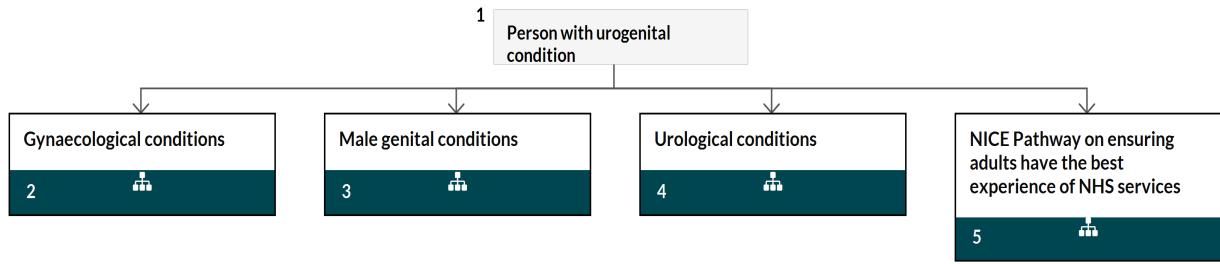 1
Person with urogenital
condition
Gynaecological conditions
2
Male genital conditions
3
Urological conditions
4
NICE Pathway on ensuring
adults have the best
experience of NHS services
5